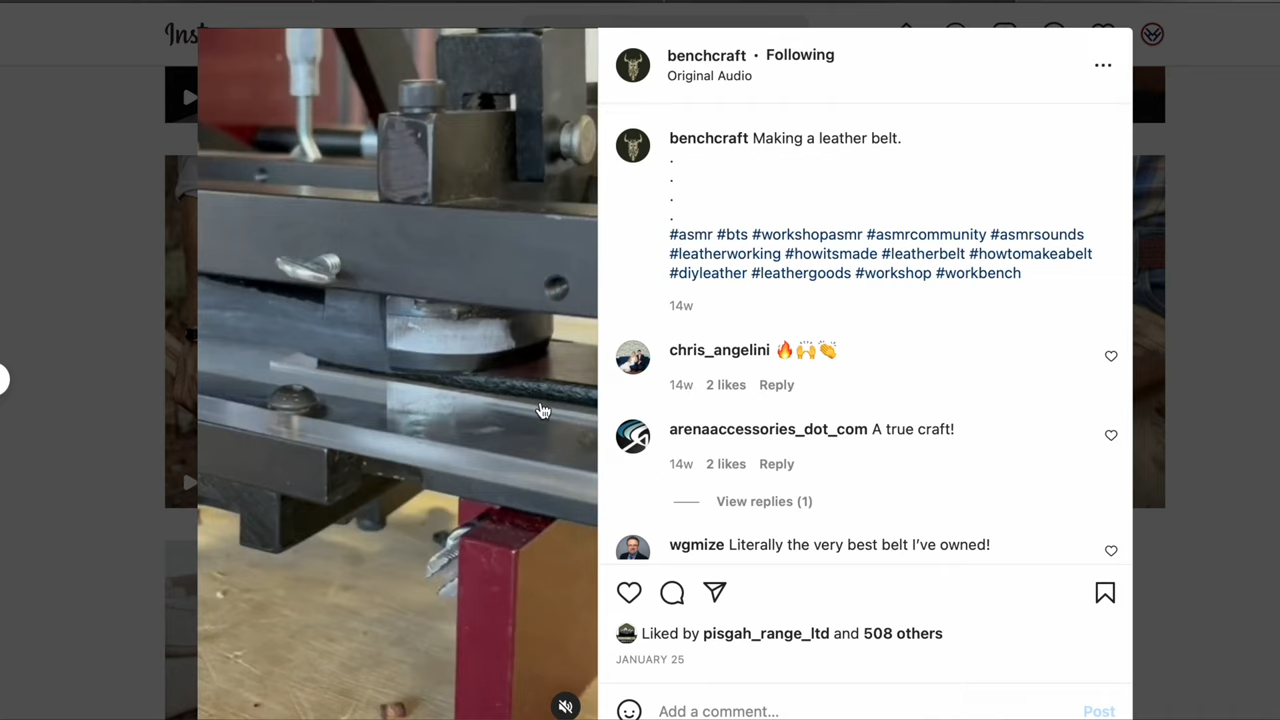 Inst
benchcraft • Following
Original Audio
benchcraft Making a leather belt.
.
.
.
.
#asmr #bts #workshopasmr #asmrcommunity #asmrsounds
#leatherworking #howitsmade #leatherbelt #howtomakeabelt
#diyleather #leathergoods #workshop #workbench
14w
chris_angelini 🔥🙌👏
14w 2 likes Reply
arenaaccessories_dot_com A true craft!
14w 2 likes Reply
View replies (1)
wgmize Literally the very best belt I've owned!
Liked by pisgah_range_ltd and 508 others
JANUARY 25
Add a comment... Post